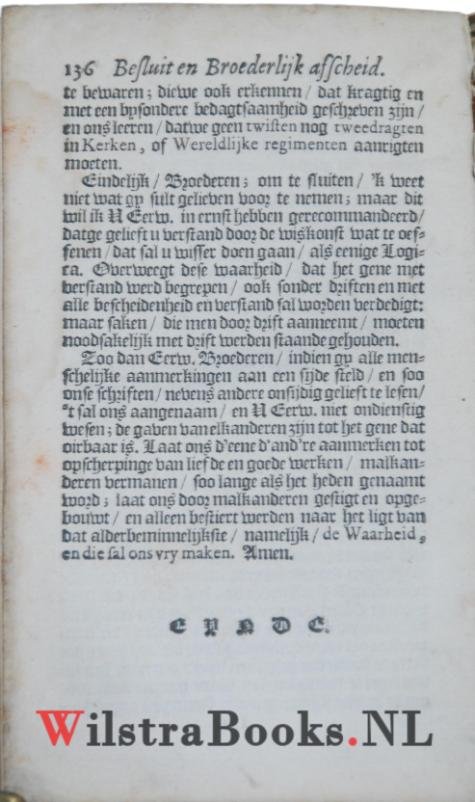 136 Besluit en Broederlijk afscheid.
te bewaren; die we ook erkennen / dat kragtig en
met een bysondere bedagtsaamheid geschreven zijn /
en ons leeren / dat we geen twisten nog tweedragten
in Kerken, of Wereldlijke regimenten aanrigten
moeten.
Eindelijk / Broederen; om te sluiten / 'k weet
niet wat gy sult gelieven voor te nemen; maar dit
wil ik U Eerw. in ernst hebben gerecommandeerd/
datge gelieft u verstand door de wiskonst wat te oef-
fenen / dat sal u wisser doen gaan / als eenige Logi-
ca. Overweegt dese waarheid / dat het gene met
verstand werd begrepen / ook sonder driften en met
alle bescheidenheid en verstand sal worden verdedigt:
maar saken / die men door drift aanneemt / moeten
noodsakelijk met drift werden staande gehouden.
Zoo dan Eerw. Broederen / indien gy alle men-
schelijke aanmerkingen aan een sijde steld / en soo
onse schriften / nevens andere onsijdig gelieft te lesen/
't sal ons aangenaam / en U Eerw. niet ondienstig
wesen; de gaven van elkanderen zijn tot het gene dat
oirbaar is. Laat ons d'eene d'and're aanmerken tot
opscherpinge van liefde en goede werken / malkan-
deren vermanen / soo lange als het heden genaamt
word; laat ons door malkanderen gestigt en opge-
bouwt / en alleen bestiert werden naar het ligt van
dat alderbeminnelijkste / namelijk / de Waarheid,
en die sal ons vry maken. Amen.
EYNDE.
WilstraBooks.NL